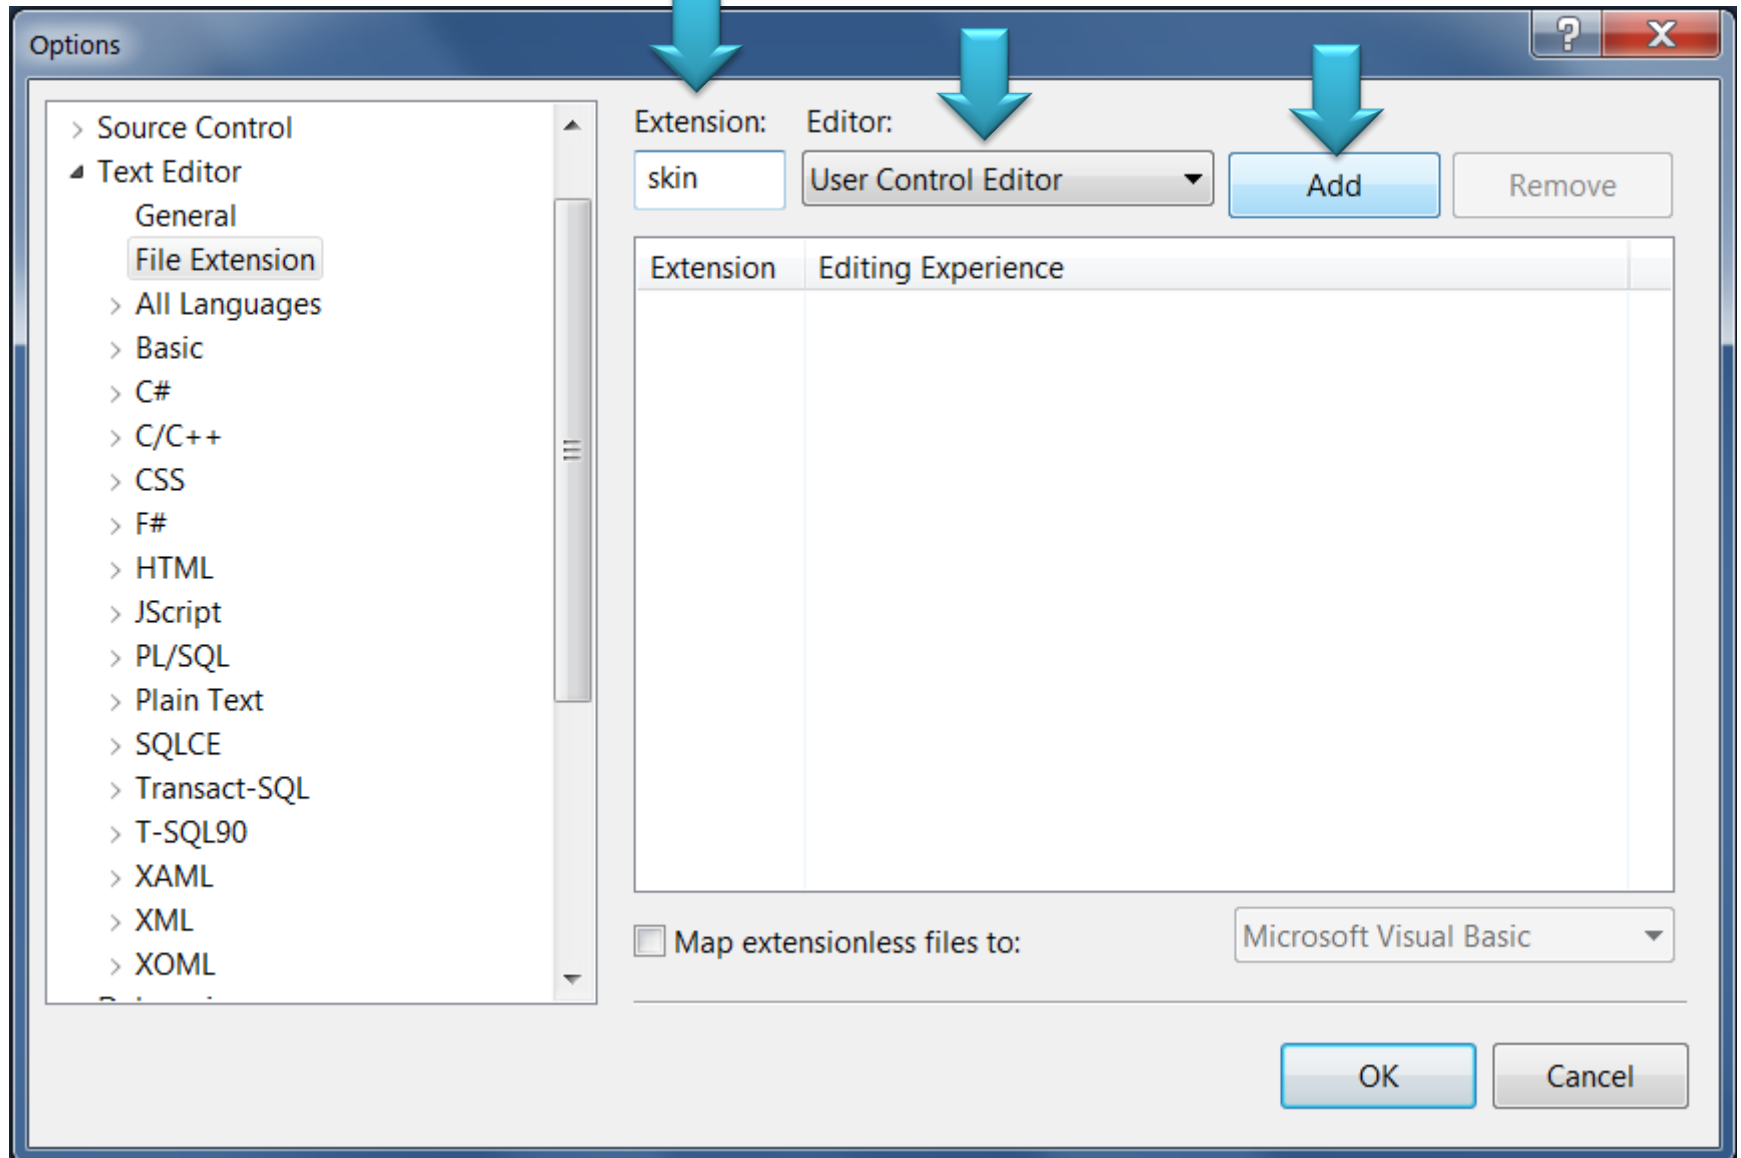 Options
?
X
Source Control
Text Editor
General
File Extension
All Languages
Basic
C#
C/C++
CSS
F#
HTML
JScript
PL/SQL
Plain Text
SQLCE
Transact-SQL
T-SQL90
XAML
XML
XOML
Extension: Editor:
skin User Control Editor Add Remove
Extension Editing Experience
Map extensionless files to: Microsoft Visual Basic
OK Cancel